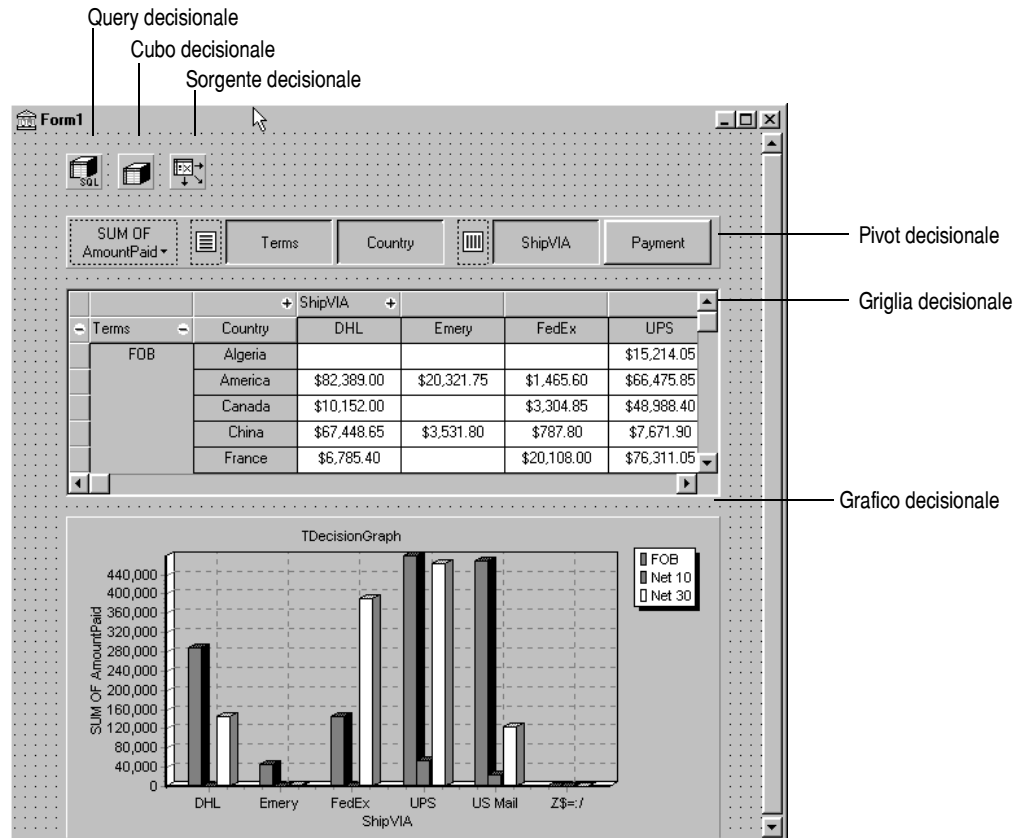 Query decisionale
Cubo decisionale
Sorgente decisionale
Form1
SQL
SUM OF
AmountPaid
Terms
Country
ShipVIA
Payment
Pivot decisionale
Griglia decisionale
ShipVIA
Terms Country DHL Emery FedEx UPS
FOB Algeria $15,214.05
America $82,389.00 $20,321.75 $1,465.60 $66,475.85
Canada $10,152.00 $3,304.85 $48,988.40
China $67,448.65 $3,531.80 $787.80 $7,671.90
France $6,785.40 $20,108.00 $76,311.05
Grafico decisionale
TDecisionGraph
FOB
Net 10
Net 30
SUM OF AmountPaid
440,000
400,000
360,000
320,000
280,000
240,000
200,000
160,000
120,000
80,000
40,000
0
DHL Emery FedEx UPS US Mail Z$=:/
ShipVIA